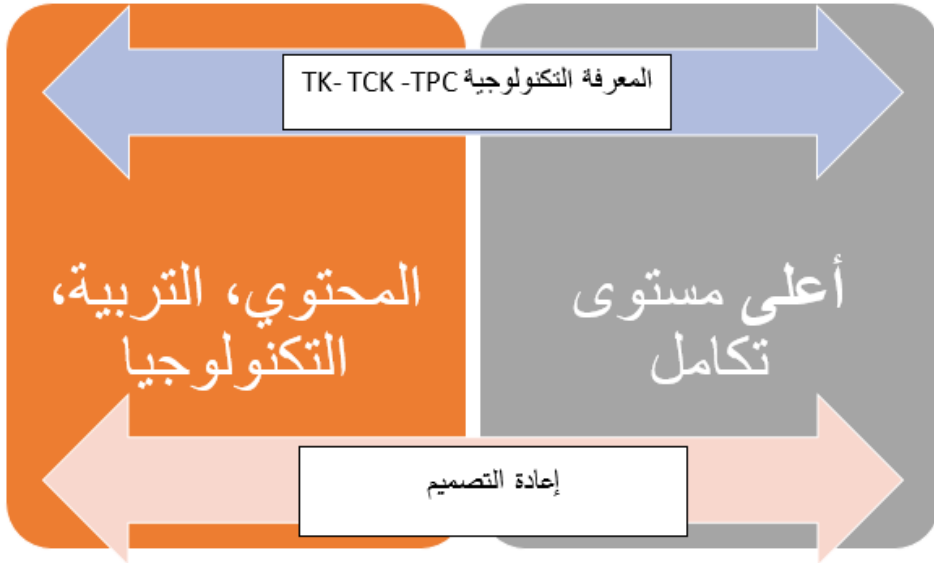 المعرفة التكنولوجية TK- TCK -TPC
أعلى مستوى
تكامل
المحتوي، التربية،
التكنولوجيا
إعادة التصميم